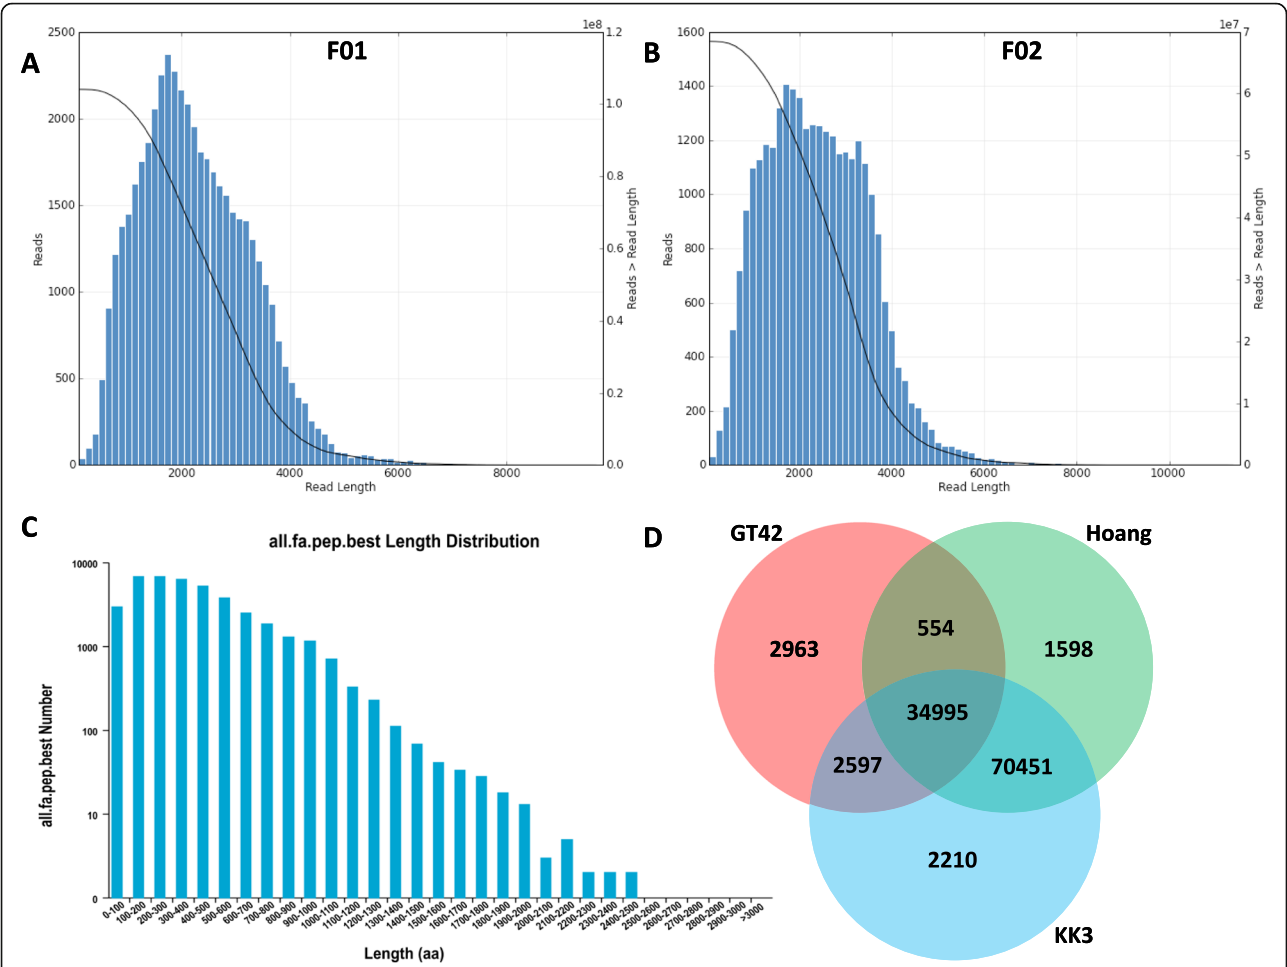 A
F01
1e8
2500
2000
1500
1000
500
0
Reads
1.2
1.0
0.8
0.6
0.4
0.2
0.0
Reads > Read Length
2000 4000 6000 8000
Read Length
B
F02
1e7
1600
1400
1200
1000
800
600
400
200
0
Reads
7
6
5
4
3
2
1
0
Reads > Read Length
2000 4000 6000 8000 10000
Read Length
C
all.fa.pep.best Length Distribution
10000
1000
100
10
0
all.fa.pep.best Number
0-100 100-200 200-300 300-400 400-500 500-600 600-700 700-800 800-900 900-1000 1000-1100 1100-1200 1200-1300 1300-1400 1400-1500 1500-1600 1600-1700 1700-1800 1800-1900 1900-2000 2000-2100 2100-2200 2200-2300 2300-2400 2400-2500 2500-2600 2600-2700 2700-2800 2800-2900 2900-3000 >3000
Length (aa)
D
GT42
Hoang
554
2963
1598
34995
2597
70451
2210
KK3